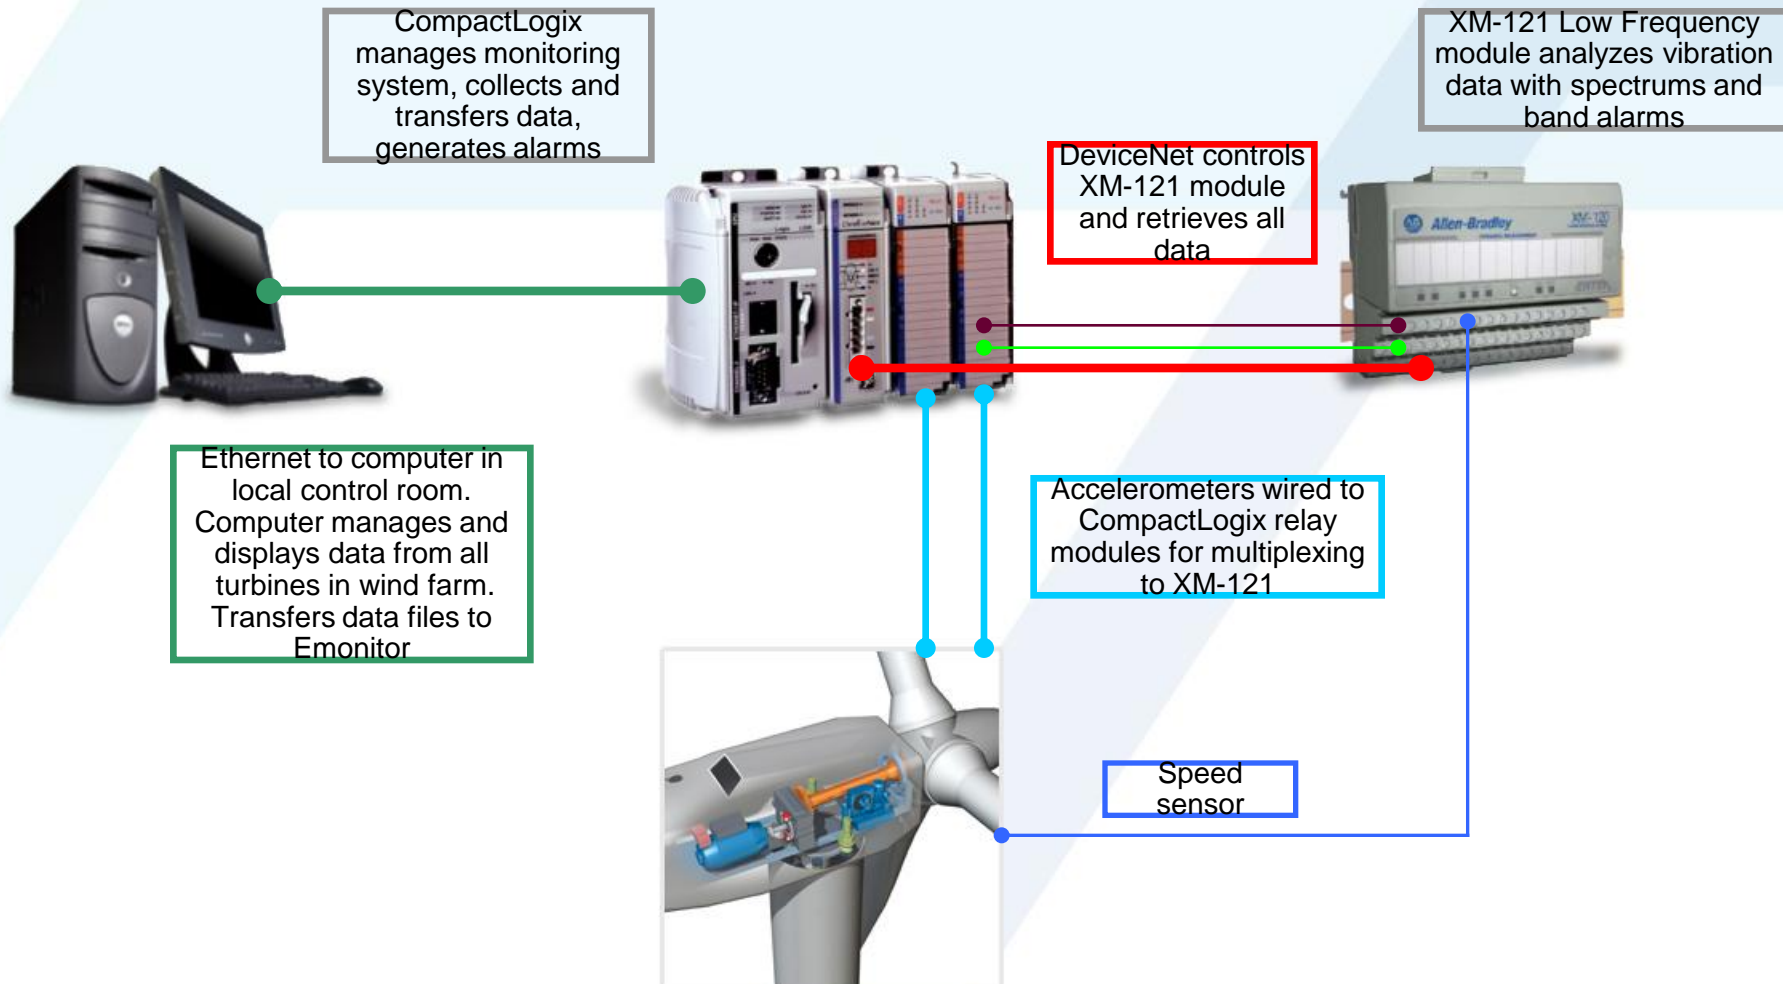 CompactLogix
manages monitoring
system, collects and
transfers data,
generates alarms
XM-121 Low Frequency
module analyzes vibration
data with spectrums and
band alarms
DeviceNet controls
XM-121 module
and retrieves all
data
Allen-Bradley
XM-120
Ethernet to computer in
local control room.
Computer manages and
displays data from all
turbines in wind farm.
Transfers data files to
Emonitor
Accelerometers wired to
CompactLogix relay
modules for multiplexing
to XM-121
Speed
sensor